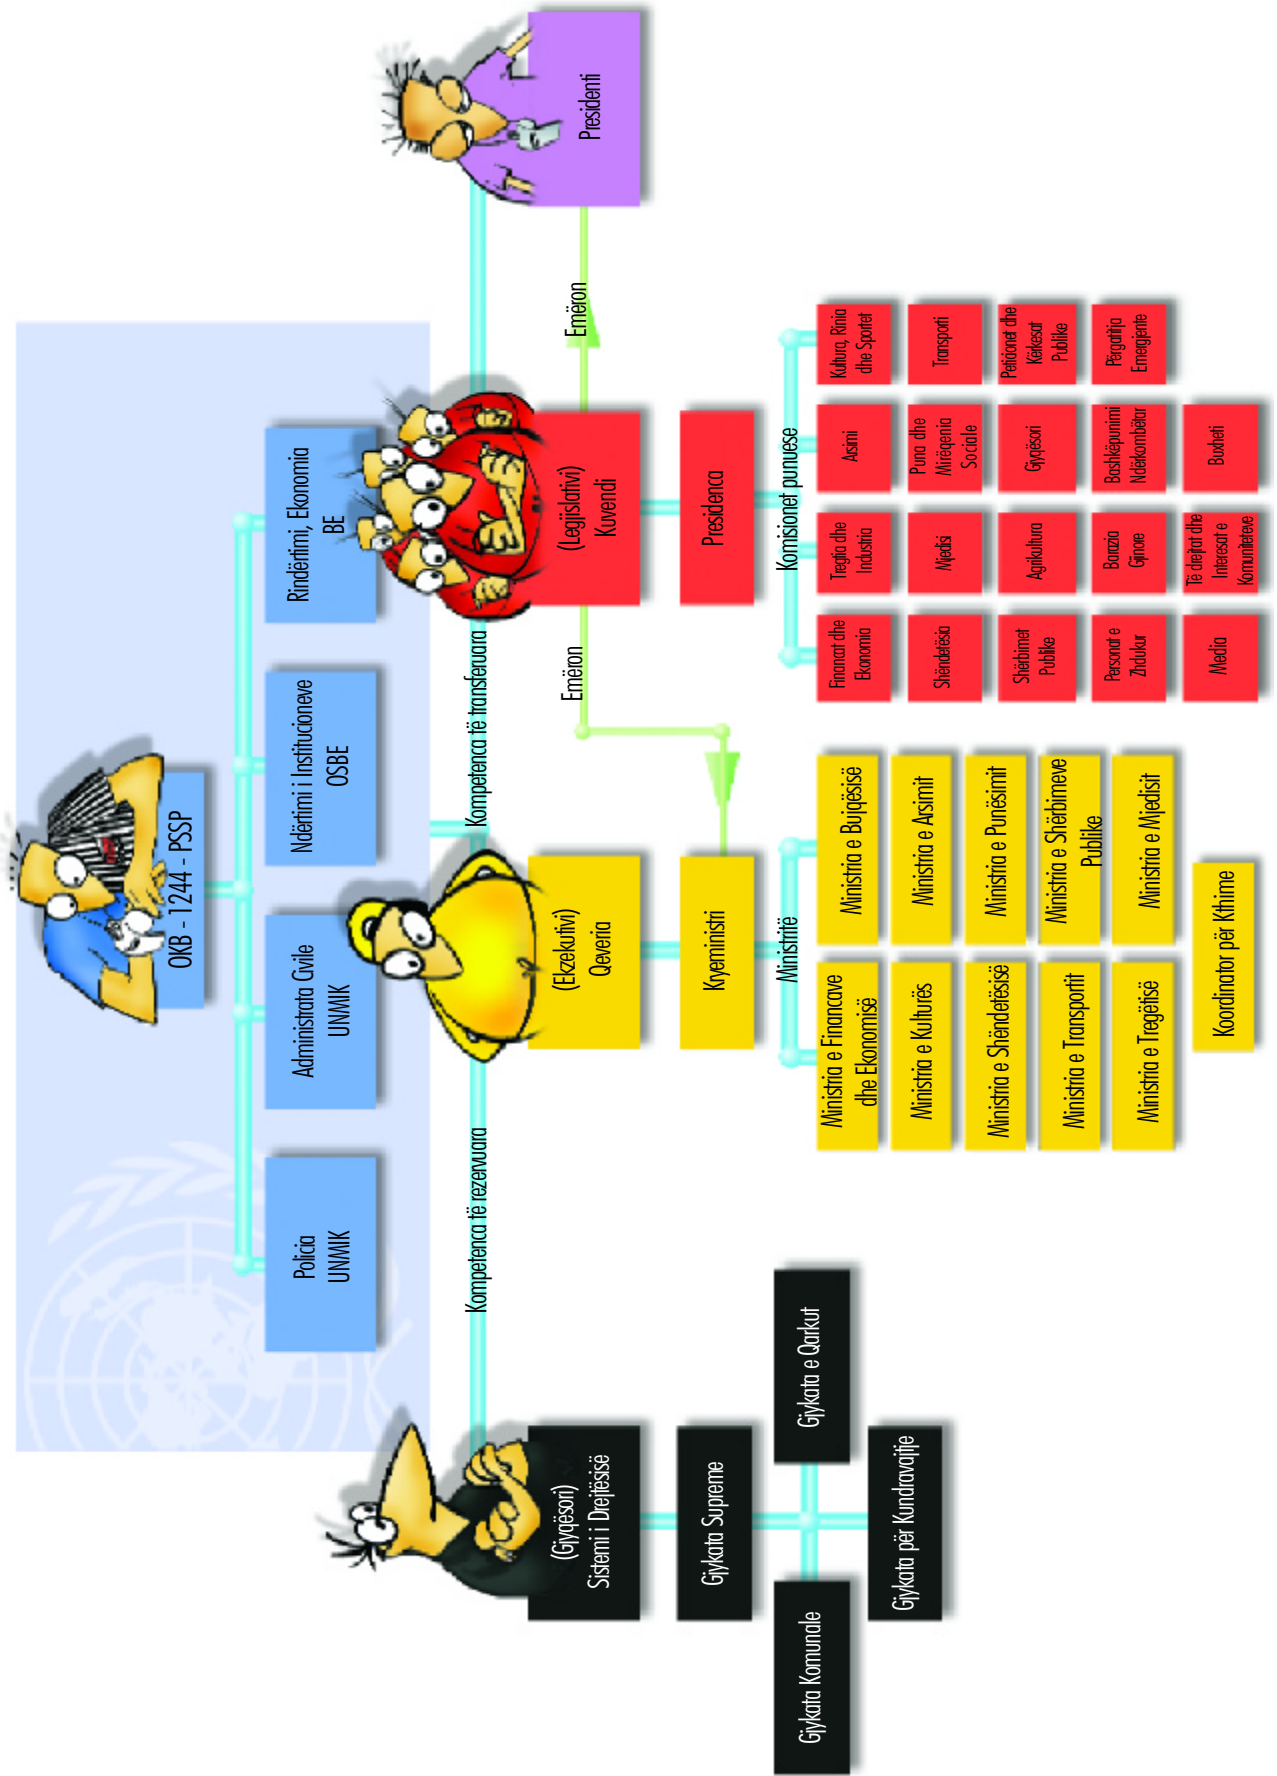 OKB - 1244 - PSSP
Policia
UNMIK
Administrata Civile
UNMIK
Ndërtimi i Institucioneve
OSBE
Rindërtimi, Ekonomia
BE
Kompetenca të rezervuara
Kompetenca të transferuara
(Gjyqësori)
Sistemi i Drejtësisë
Gjykata Supreme
Gjykata Komunale
Gjykata e Qarkut
Gjykata për Kundravajtje
(Ekzekutivi)
Qeveria
Kryeministri
Ministritë
Ministria e Financave
dhe Ekonomisë
Ministria e Bujqësisë
Ministria e Kulturës
Ministria e Arsimit
Ministria e Shëndetësisë
Ministria e Punësimit
Ministria e Transportit
Ministria e Shërbimeve
Publike
Ministria e Tregëtisë
Ministria e Mjedisit
Koordinator për Kthime
Emëron
(Legjislativi)
Kuvendi
Emëron
Presidenca
Komisionet punuese
Financat dhe
Ekonomia
Tregtia dhe
Industria
Arsimi
Kultura, Rinia
dhe Sportet
Shëndetësia
Mjedisi
Puna dhe
Mirëqenia
Sociale
Transporti
Shërbimet
Publike
Agrikultura
Gjyqësori
Peticionet dhe
Kërkesat
Publike
Personat e
Zhdukur
Barazia
Gjinore
Bashkëpunimi
Ndërkombëtar
Përgatitja
Emergjente
Media
Të drejtat dhe
Interesat e
Komuniteteve
Buxheti
Presidenti